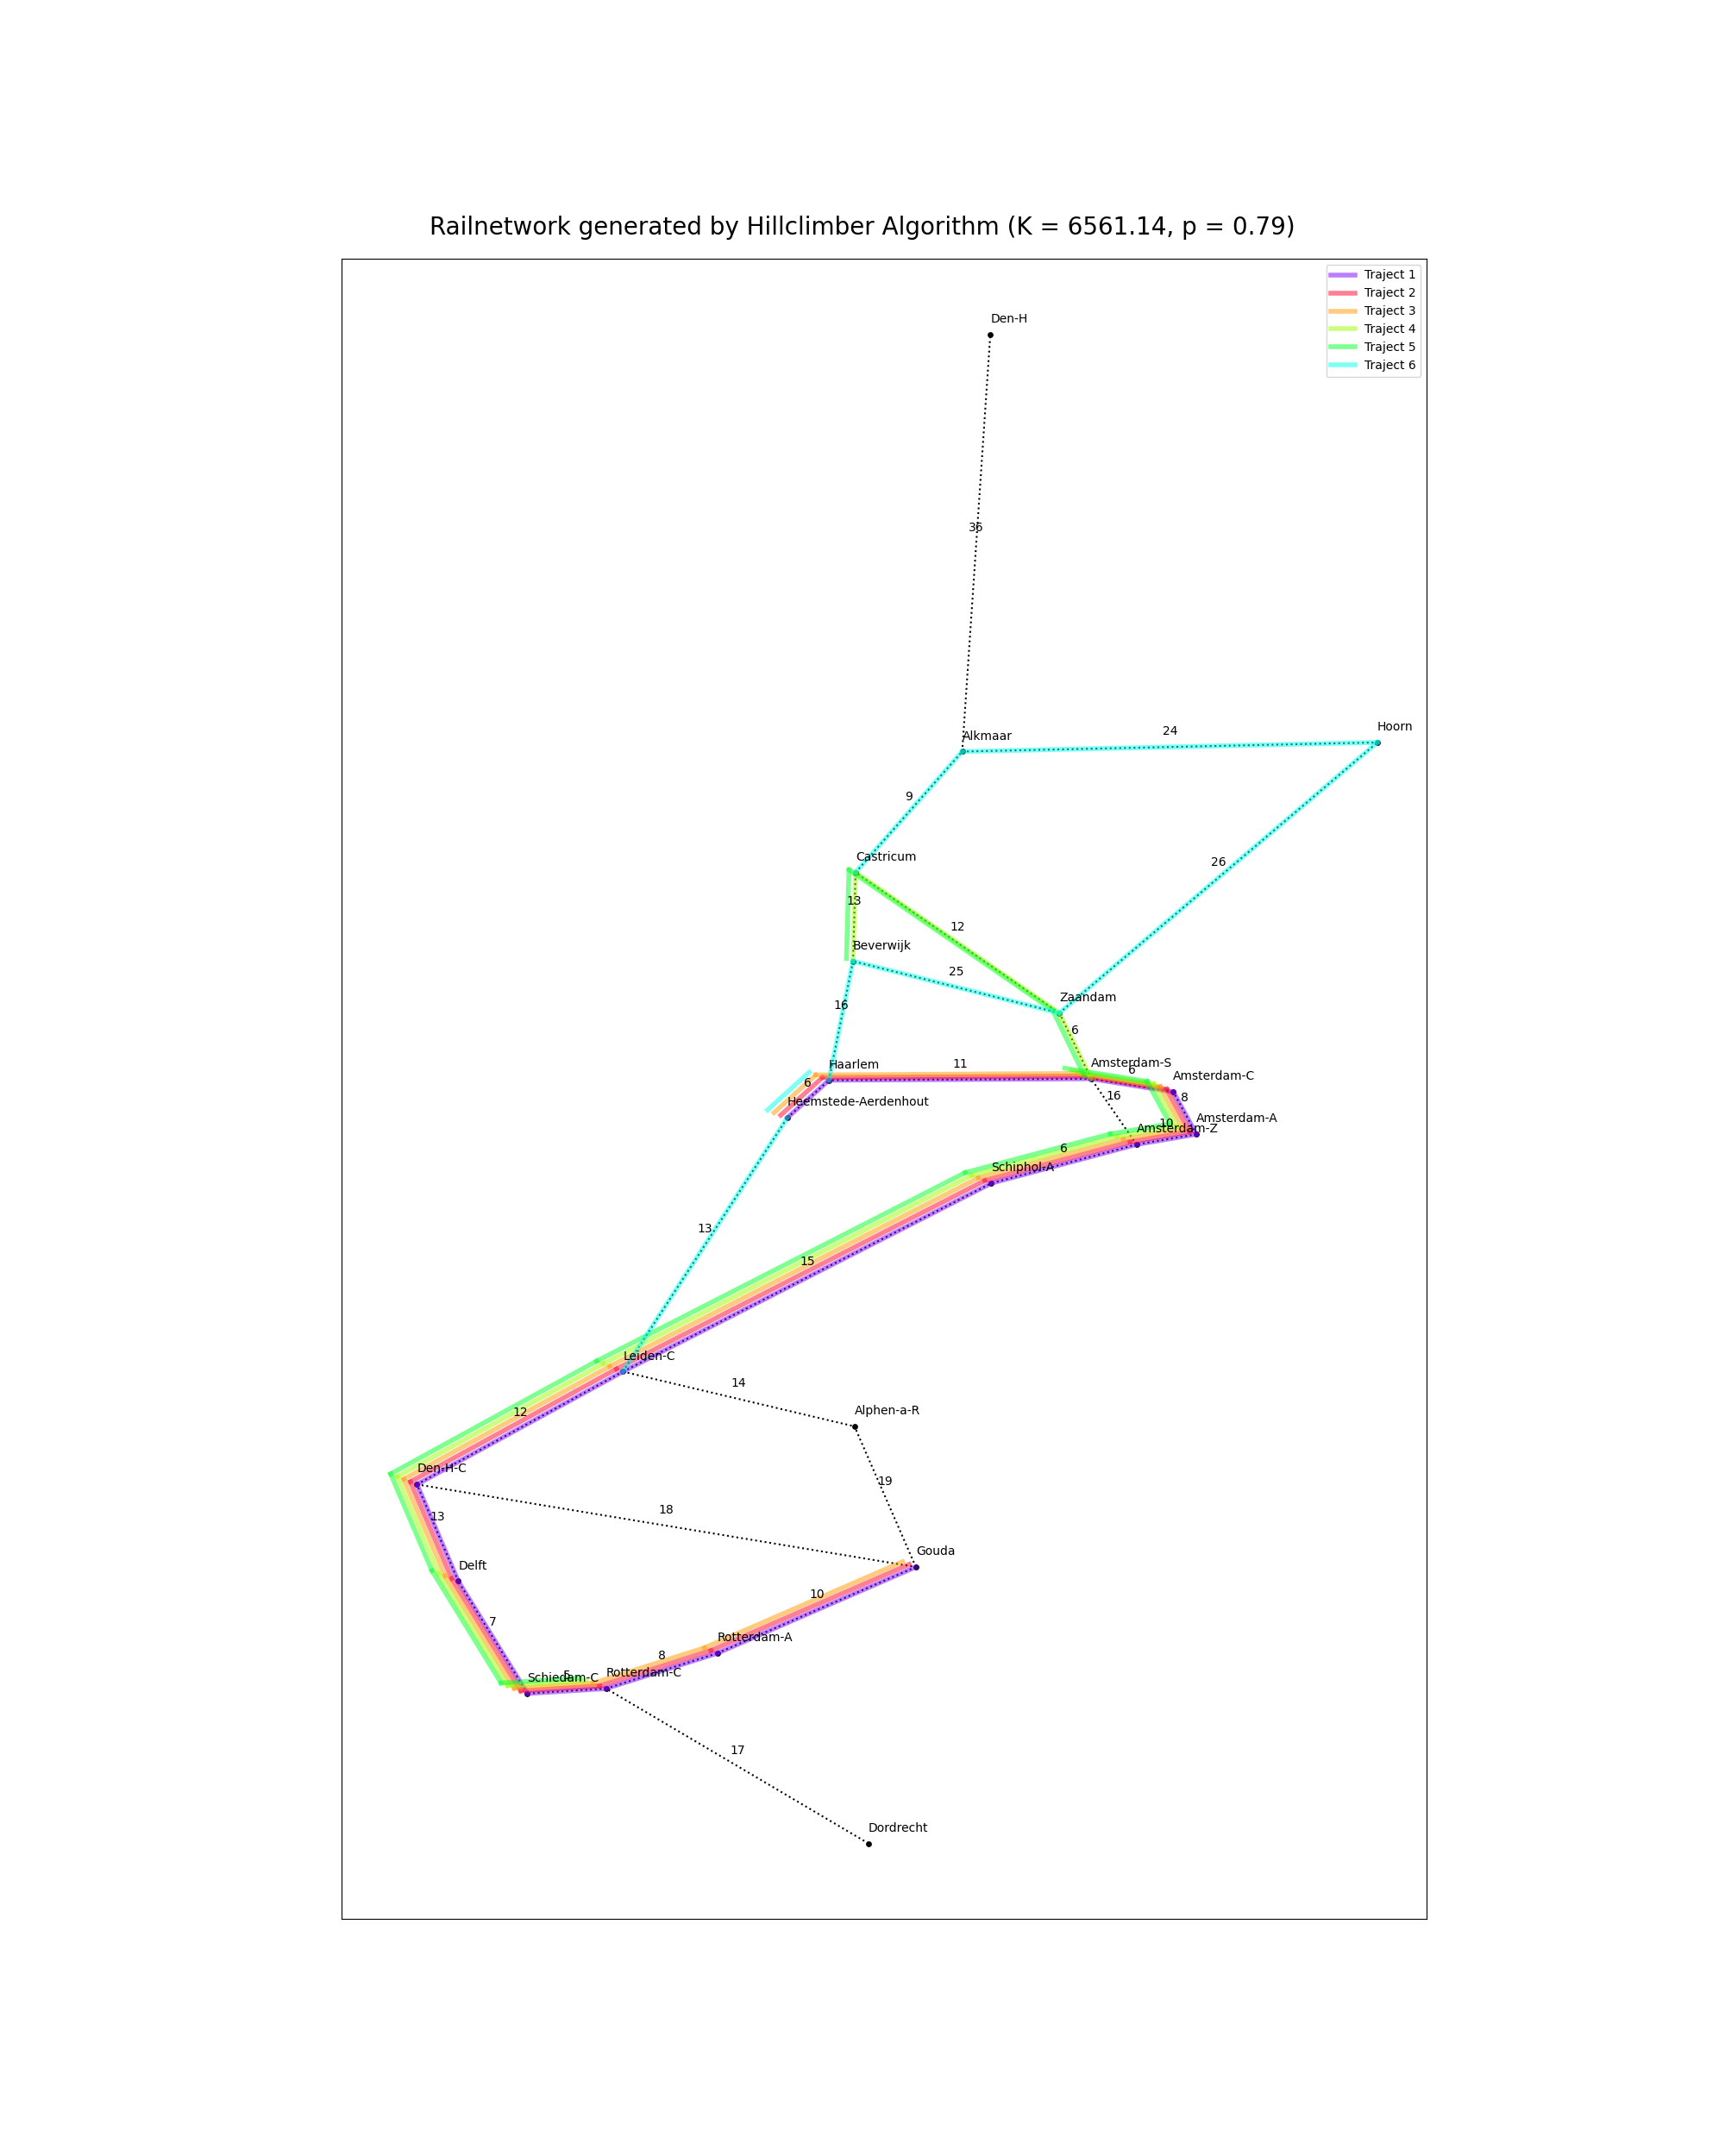 Railnetwork generated by Hillclimber Algorithm (K = 6561.14, p = 0.79)
Traject 1
Traject 2
Traject 3
Traject 4
Traject 5
Traject 6
Den-H
36
Alkmaar
24
Hoorn
9
26
Castricum
13
12
Beverwijk
25
Zaandam
16
6
Haarlem
11
Amsterdam-S
6
Amsterdam-C
6
16
8
Heemstede-Aerdenhout
Amsterdam-A
10
Amsterdam-Z
6
Schiphol-A
13
15
Leiden-C
14
12
Alphen-a-R
Den-H-C
19
18
13
Gouda
Delft
10
7
Rotterdam-A
8
5
Rotterdam-C
Schiedam-C
17
Dordrecht